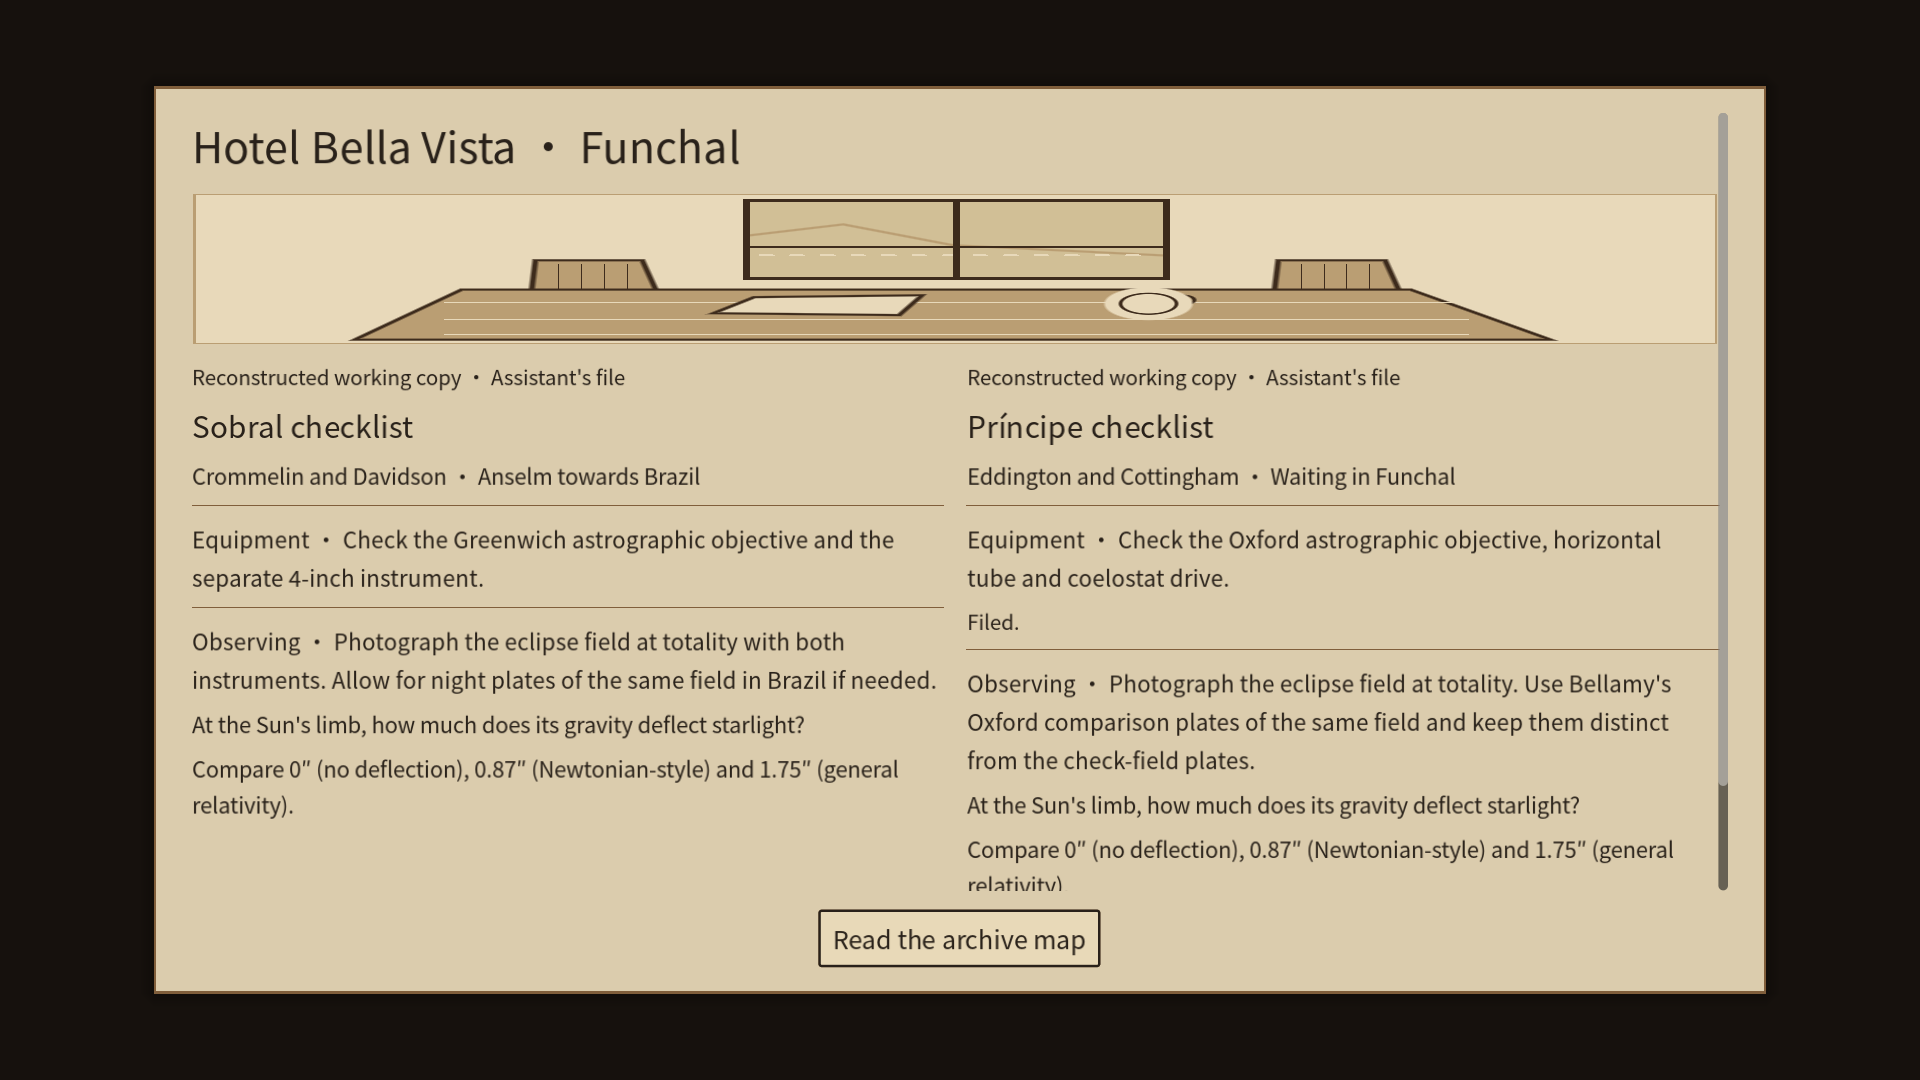 Hotel Bella Vista • Funchal
Reconstructed working copy • Assistant's file
Sobral checklist
Crommelin and Davidson • Anselm towards Brazil
Equipment • Check the Greenwich astrographic objective and the
separate 4-inch instrument.
Observing • Photograph the eclipse field at totality with both
instruments. Allow for night plates of the same field in Brazil if needed.
At the Sun's limb, how much does its gravity deflect starlight?
Compare 0″ (no deflection), 0.87″ (Newtonian-style) and 1.75″ (general
relativity).
Reconstructed working copy • Assistant's file
Príncipe checklist
Eddington and Cottingham • Waiting in Funchal
Equipment • Check the Oxford astrographic objective, horizontal
tube and coelostat drive.
Filed.
Observing • Photograph the eclipse field at totality. Use Bellamy's
Oxford comparison plates of the same field and keep them distinct
from the check-field plates.
At the Sun's limb, how much does its gravity deflect starlight?
Compare 0″ (no deflection), 0.87″ (Newtonian-style) and 1.75″ (general
relativity)
Read the archive map